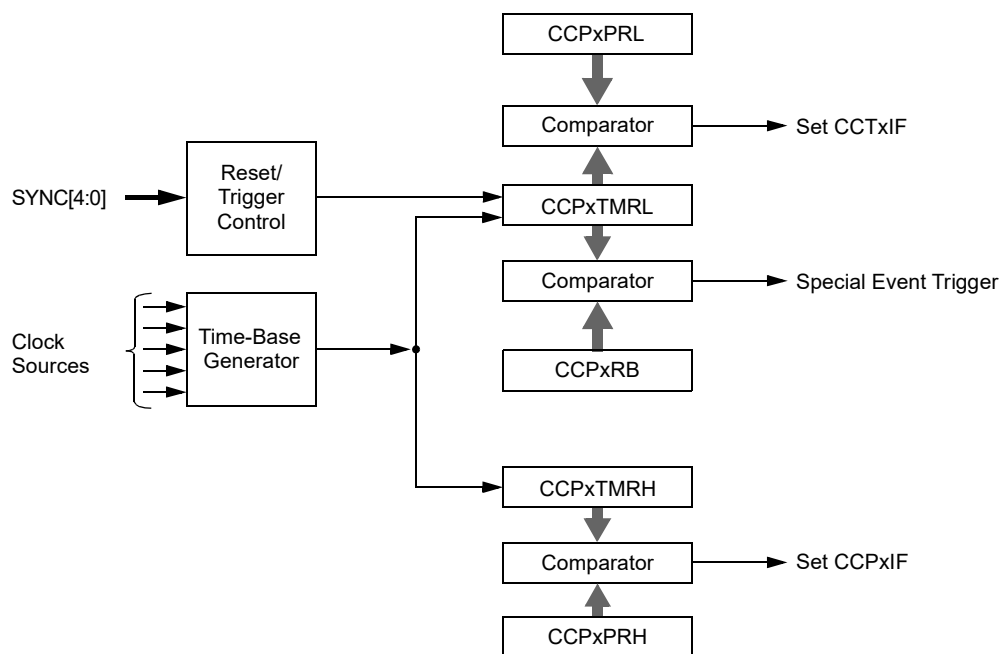 CCPxPRL
Comparator
Set CCTxIF
SYNC[4:0]
Reset/
Trigger
Control
CCPxTMRL
Comparator
Special Event Trigger
Clock
Sources
Time-Base
Generator
CCPxRB
CCPxTMRH
Comparator
Set CCPxIF
CCPxPRH